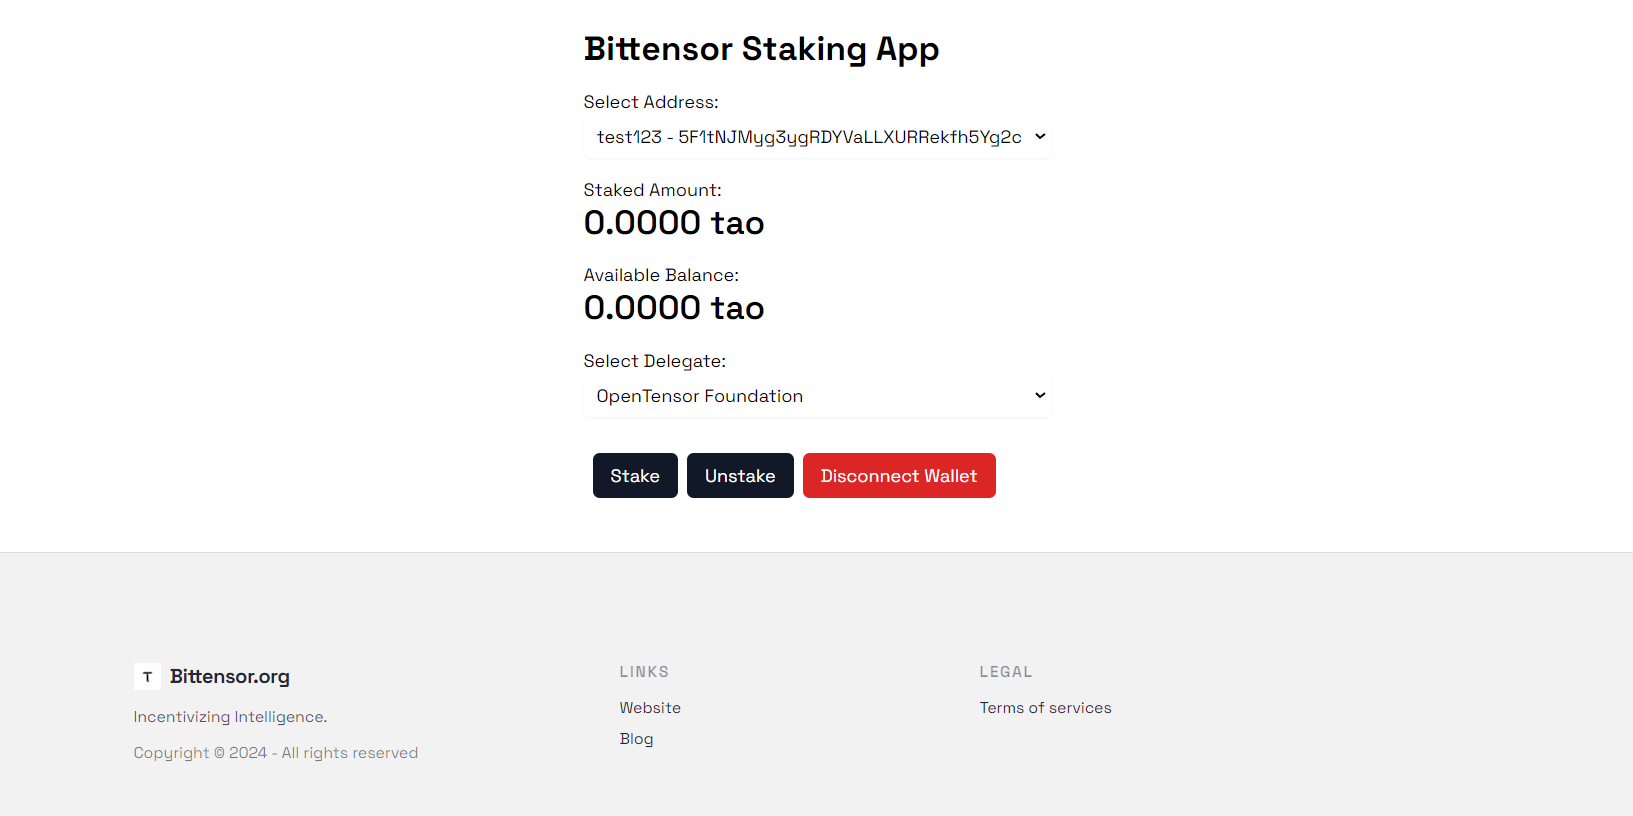 Bittensor Staking App
Select Address:
test123 - 5F1tNJMyg3ygRDYVaLLXURRekfh5Yg2c
Staked Amount:
0.0000 tao
Available Balance:
0.0000 tao
Select Delegate:
OpenTensor Foundation
Stake Unstake Disconnect Wallet
T Bittensor.org
Incentivizing Intelligence.
Copyright © 2024 - All rights reserved
LINKS
Website
Blog
LEGAL
Terms of services